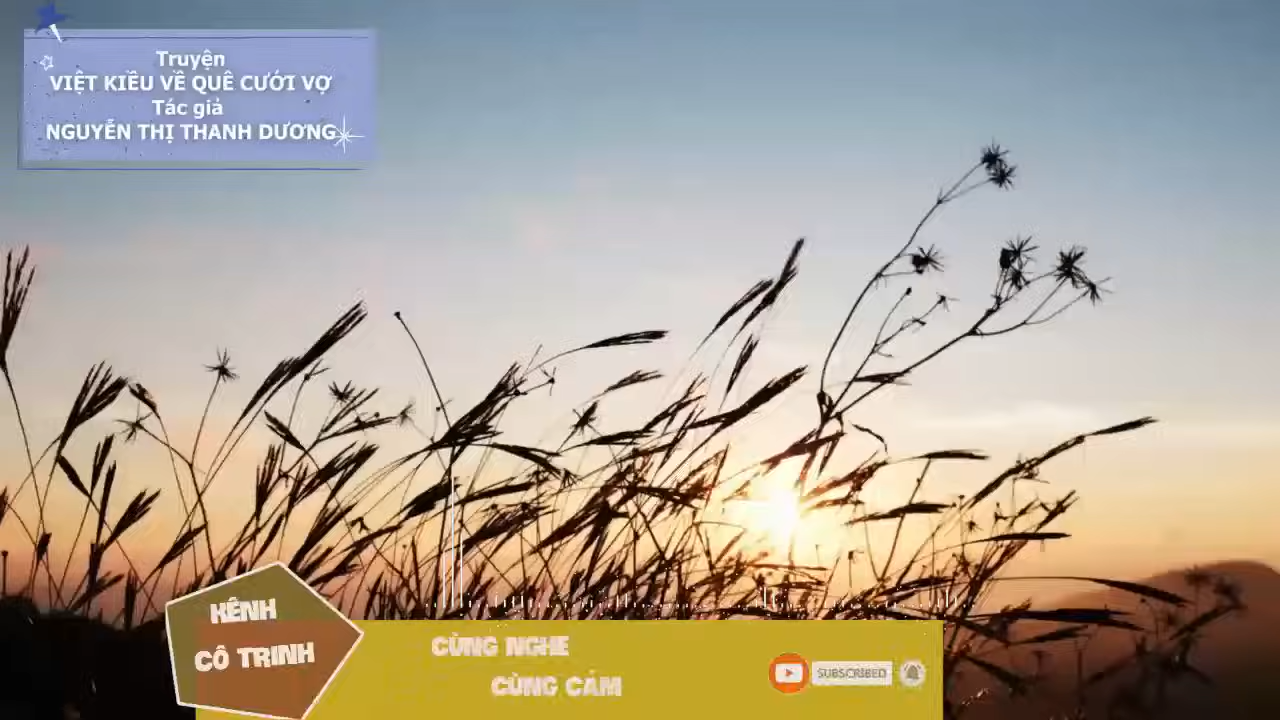 Truyện
VIỆT KIỀU VỀ QUÊ CƯỚI VỢ
Tác giả
NGUYỄN THỊ THANH DƯƠNG
KÊNH
CÔ TRINH
CÙNG NGHE
CÙNG CẢM
SUBSCRIBED